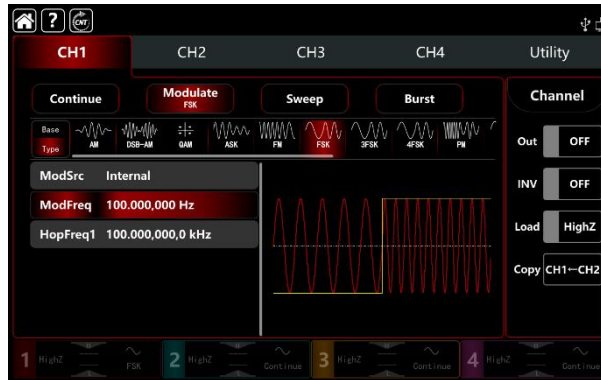 ? CNT
CH1 CH2 CH3 CH4 Utility
Continue Modulate FSK Sweep Burst Channel
Base Type AM DSB-AM QAM ASK FM FSK 3FSK 4FSK PM
Out OFF
ModSrc Internal
INV OFF
ModFreq 100.000,000 Hz
Load HighZ
HopFreq1 100.000,000,0 kHz
Copy CH1←CH2
1 HighZ FSK 2 HighZ Continue 3 HighZ Continue 4 HighZ Continue